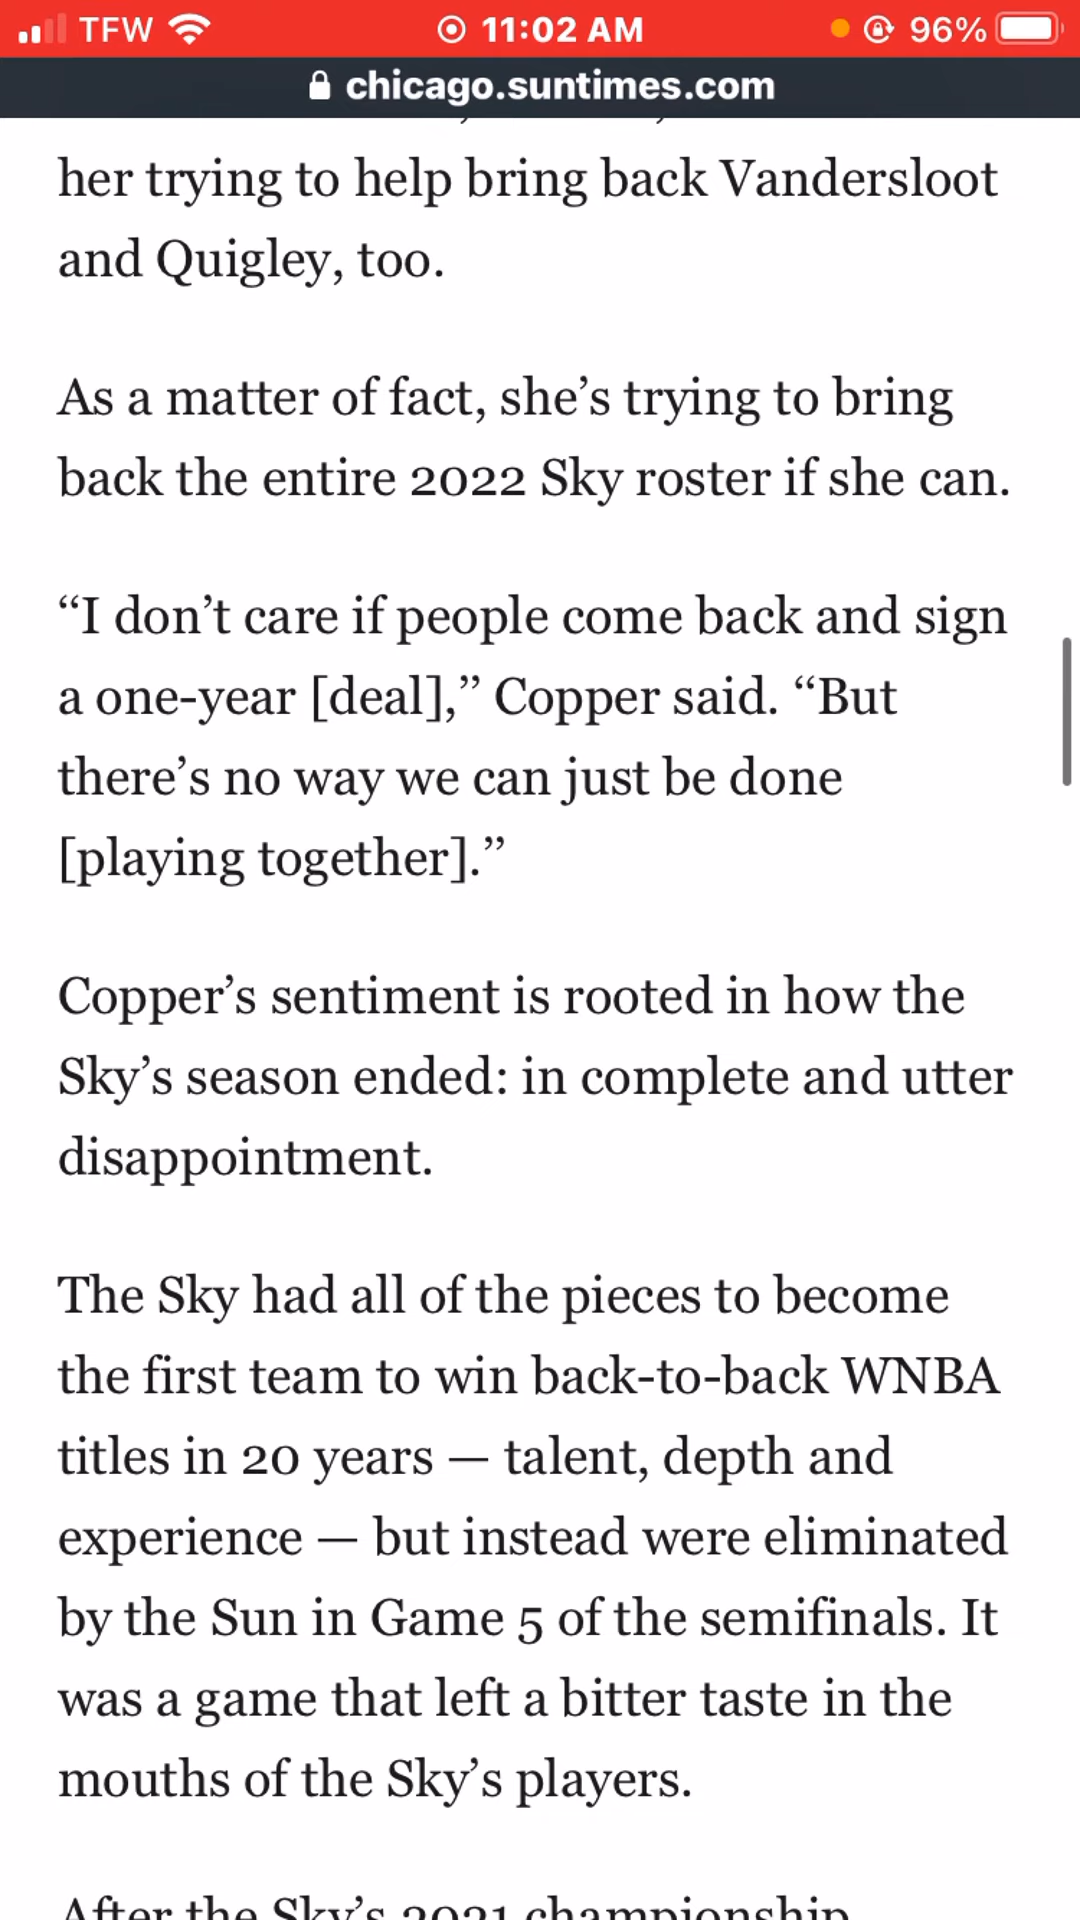 TFW 11:02 AM 96%
chicago.suntimes.com
her trying to help bring back Vandersloot
and Quigley, too.
As a matter of fact, she’s trying to bring
back the entire 2022 Sky roster if she can.
“I don’t care if people come back and sign
a one-year [deal],” Copper said. “But
there’s no way we can just be done
[playing together].”
Copper’s sentiment is rooted in how the
Sky’s season ended: in complete and utter
disappointment.
The Sky had all of the pieces to become
the first team to win back-to-back WNBA
titles in 20 years — talent, depth and
experience — but instead were eliminated
by the Sun in Game 5 of the semifinals. It
was a game that left a bitter taste in the
mouths of the Sky’s players.
After the Sky’s 2021 championship